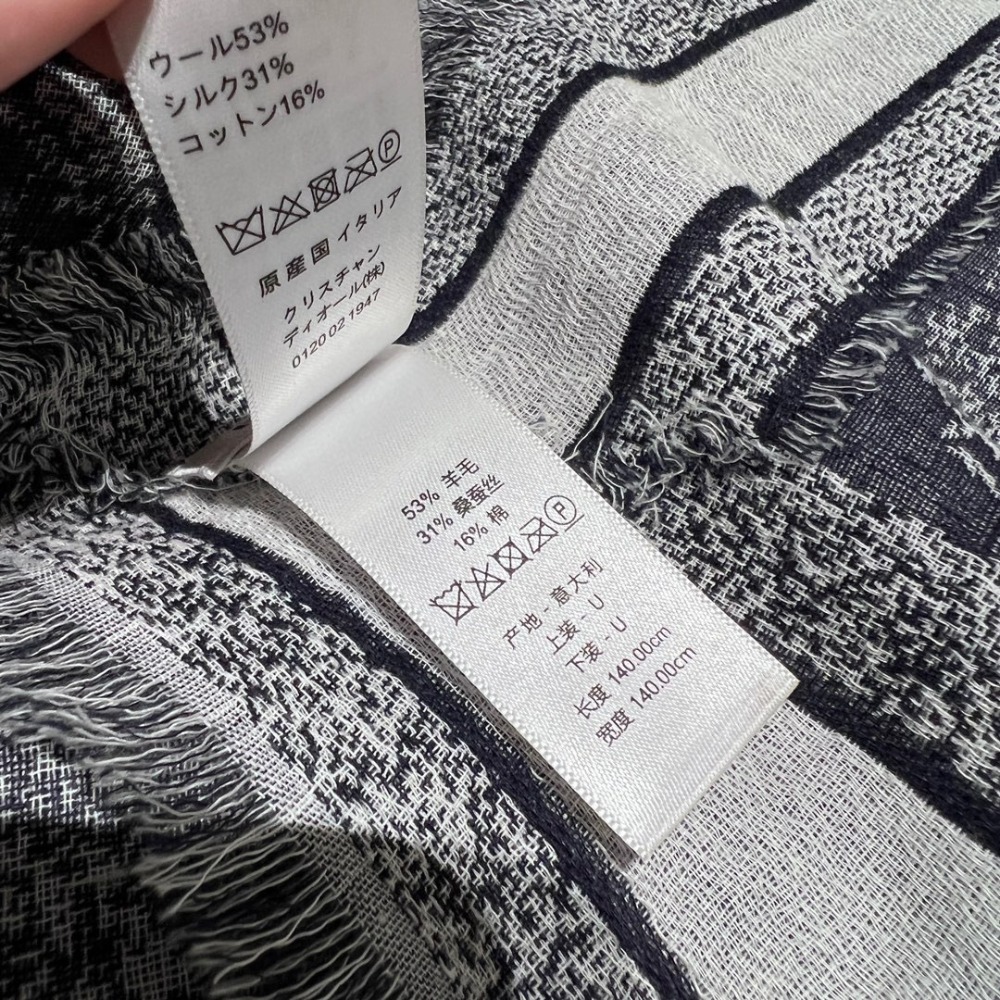 ウール53%
シルク31%
コットン16%
P
原産国 イタリア
クリスチャン
ディオール(株)
0120 02 1947
53% 羊毛
31% 桑蚕丝
16% 棉
P
产地 - 意大利
上装 - U
下装 - U
长度 140.00cm
宽度 140.00cm